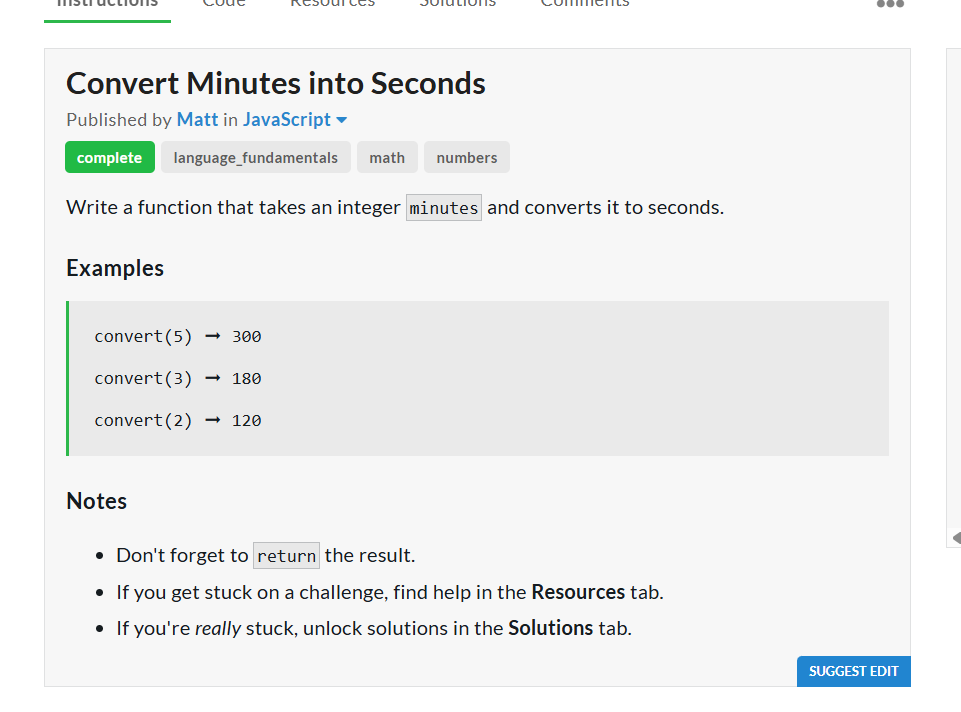 Instructions Code Resources Solutions Comments
Convert Minutes into Seconds
Published by Matt in JavaScript
complete language_fundamentals math numbers
Write a function that takes an integer minutes and converts it to seconds.
Examples
convert(5) ➞ 300
convert(3) ➞ 180
convert(2) ➞ 120
Notes
• Don't forget to return the result.
• If you get stuck on a challenge, find help in the Resources tab.
• If you're really stuck, unlock solutions in the Solutions tab.
SUGGEST EDIT